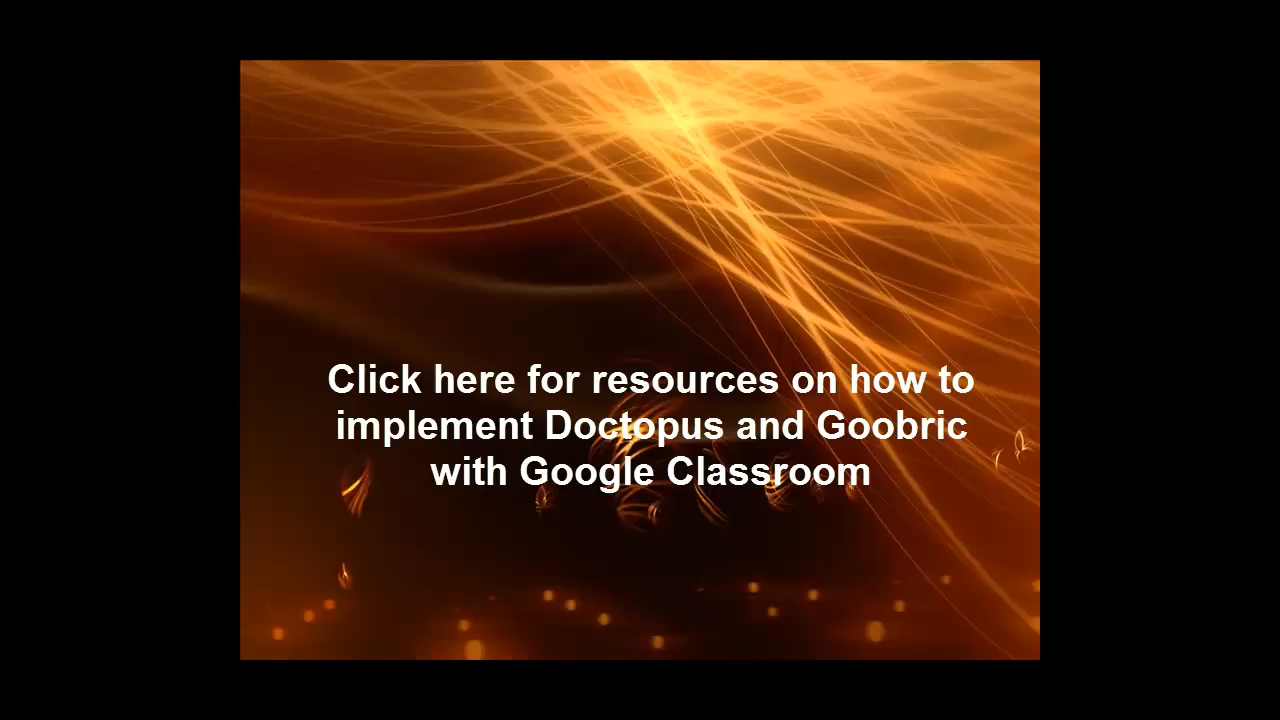 Click here for resources on how to
implement Doctopus and Goobric
with Google Classroom